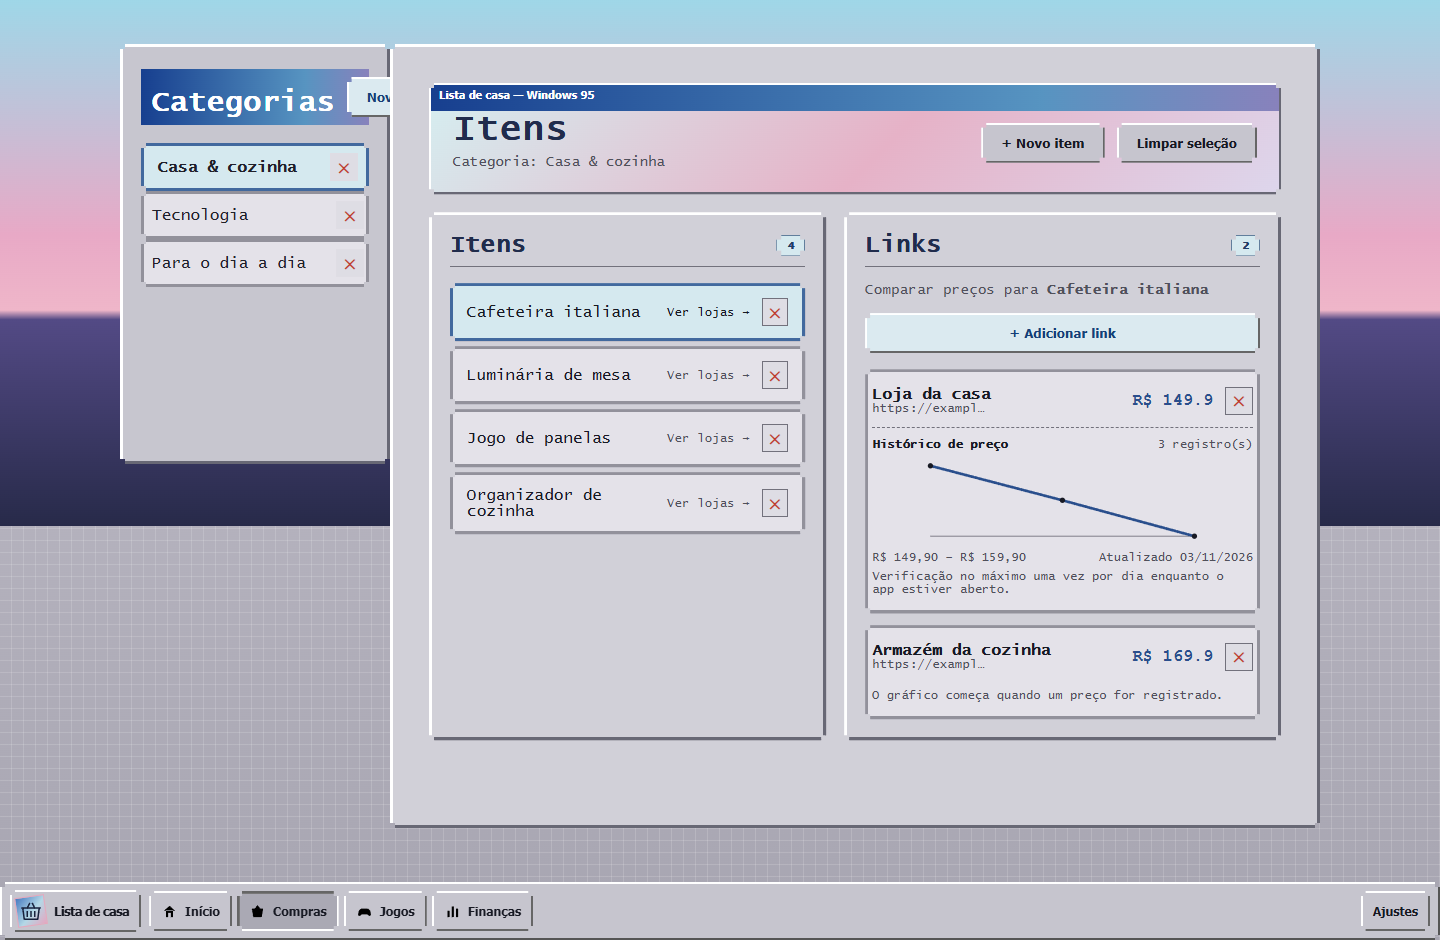 Categorias
Nov
Casa & cozinha
Tecnologia
Para o dia a dia
Lista de casa — Windows 95
Itens
Categoria: Casa & cozinha
+ Novo item
Limpar seleção
Itens
4
Cafeteira italiana
Ver lojas →
Luminária de mesa
Ver lojas →
Jogo de panelas
Ver lojas →
Organizador de
cozinha
Ver lojas →
Links
2
Comparar preços para Cafeteira italiana
+ Adicionar link
Loja da casa
https://exampl…
R$ 149.9
Histórico de preço
3 registro(s)
R$ 149,90 – R$ 159,90
Atualizado 03/11/2026
Verificação no máximo uma vez por dia enquanto o
app estiver aberto.
Armazém da cozinha
https://exampl…
R$ 169.9
O gráfico começa quando um preço for registrado.
Lista de casa
Início
Compras
Jogos
Finanças
Ajustes